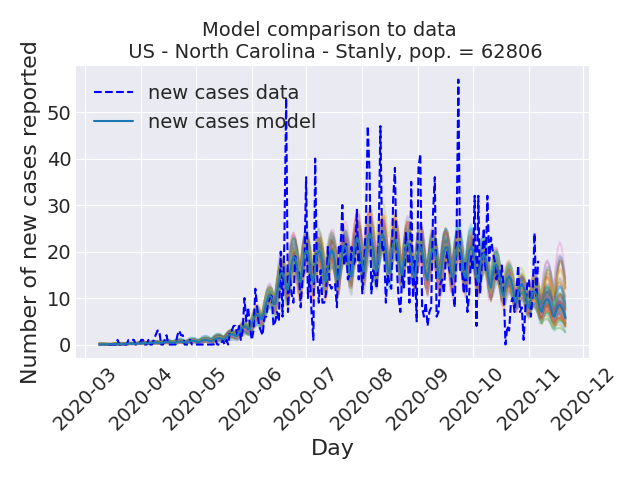 Model comparison to data
US - North Carolina - Stanly, pop. = 62806
Number of new cases reported
50
40
30
20
10
0
new cases data
new cases model
2020-03
2020-04
2020-05
2020-06
2020-07
2020-08
2020-09
2020-10
2020-11
2020-12
Day